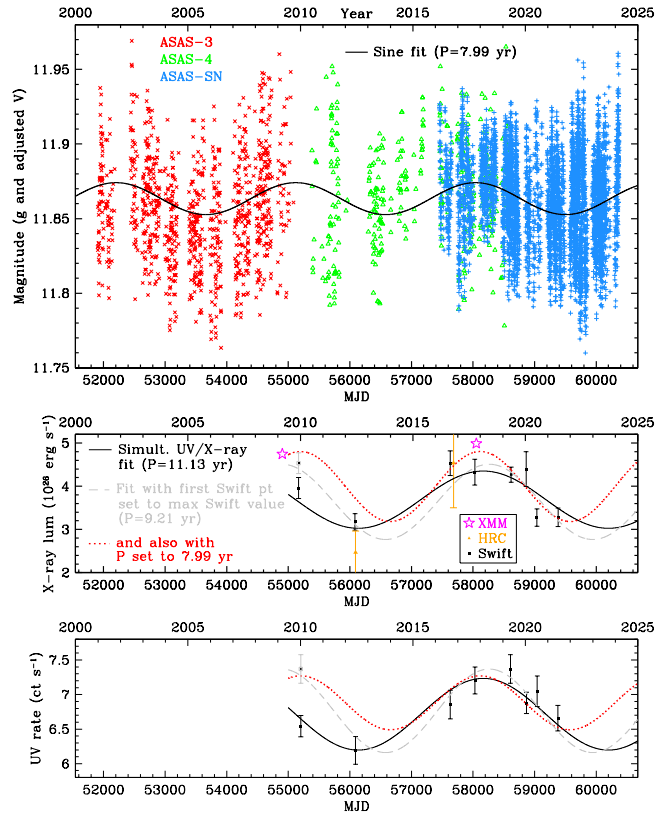 2000 2005 2010 Year 2015 2020 2025
ASAS-3
ASAS-4
ASAS-SN
Sine fit (P=7.99 yr)
Magnitude (g and adjusted V)
11.95
11.9
11.85
11.8
11.75
52000 53000 54000 55000 56000 57000 58000 59000 60000
MJD
2000 2005 2010 2015 2020 2025
X-ray lum (10²⁸ erg s⁻¹)
5
4
3
2
Simult. UV/X-ray
fit (P=11.13 yr)
Fit with first Swift pt
set to max Swift value
(P=9.21 yr)
and also with
P set to 7.99 yr
XMM
HRC
Swift
52000 53000 54000 55000 56000 57000 58000 59000 60000
MJD
2000 2005 2010 2015 2020 2025
UV rate (ct s⁻¹)
7.5
7
6.5
6
52000 53000 54000 55000 56000 57000 58000 59000 60000
MJD